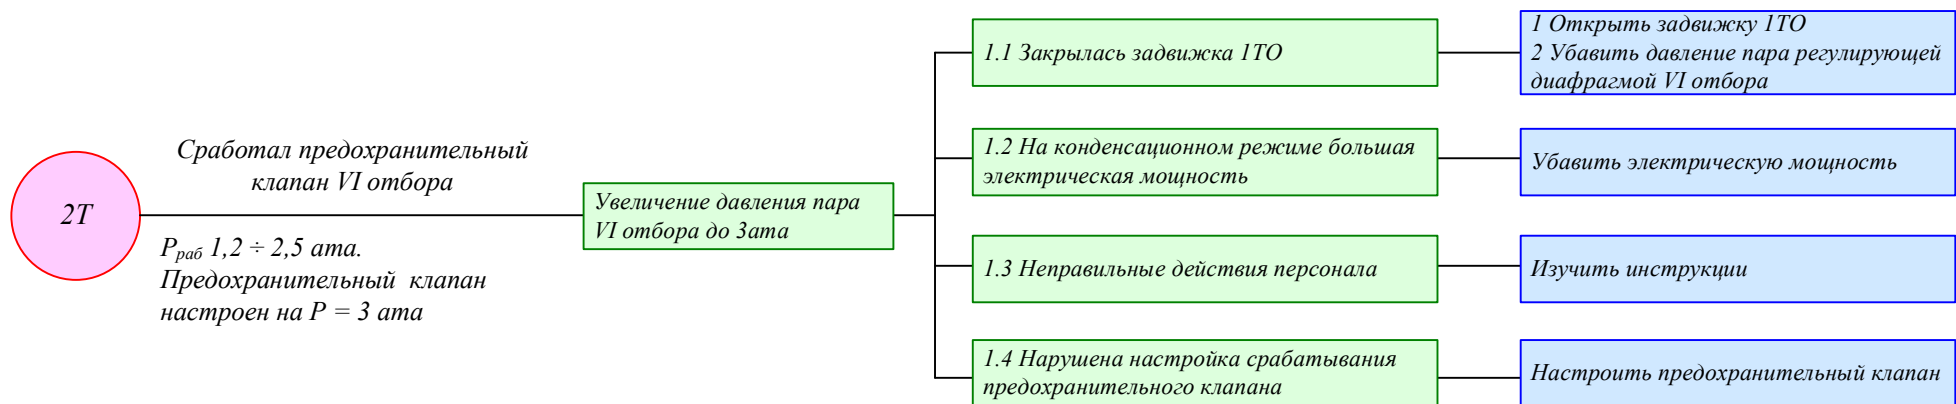 2Т
Сработал предохранительный
клапан VI отбора
Рраб 1,2 ÷ 2,5 ата.
Предохранительный клапан
настроен на Р = 3 ата
Увеличение давления пара
VI отбора до 3ата
1.1 Закрылась задвижка 1ТО
1 Открыть задвижку 1ТО
2 Убавить давление пара регулирующей
диафрагмой VI отбора
1.2 На конденсационном режиме большая
электрическая мощность
Убавить электрическую мощность
1.3 Неправильные действия персонала
Изучить инструкции
1.4 Нарушена настройка срабатывания
предохранительного клапана
Настроить предохранительный клапан